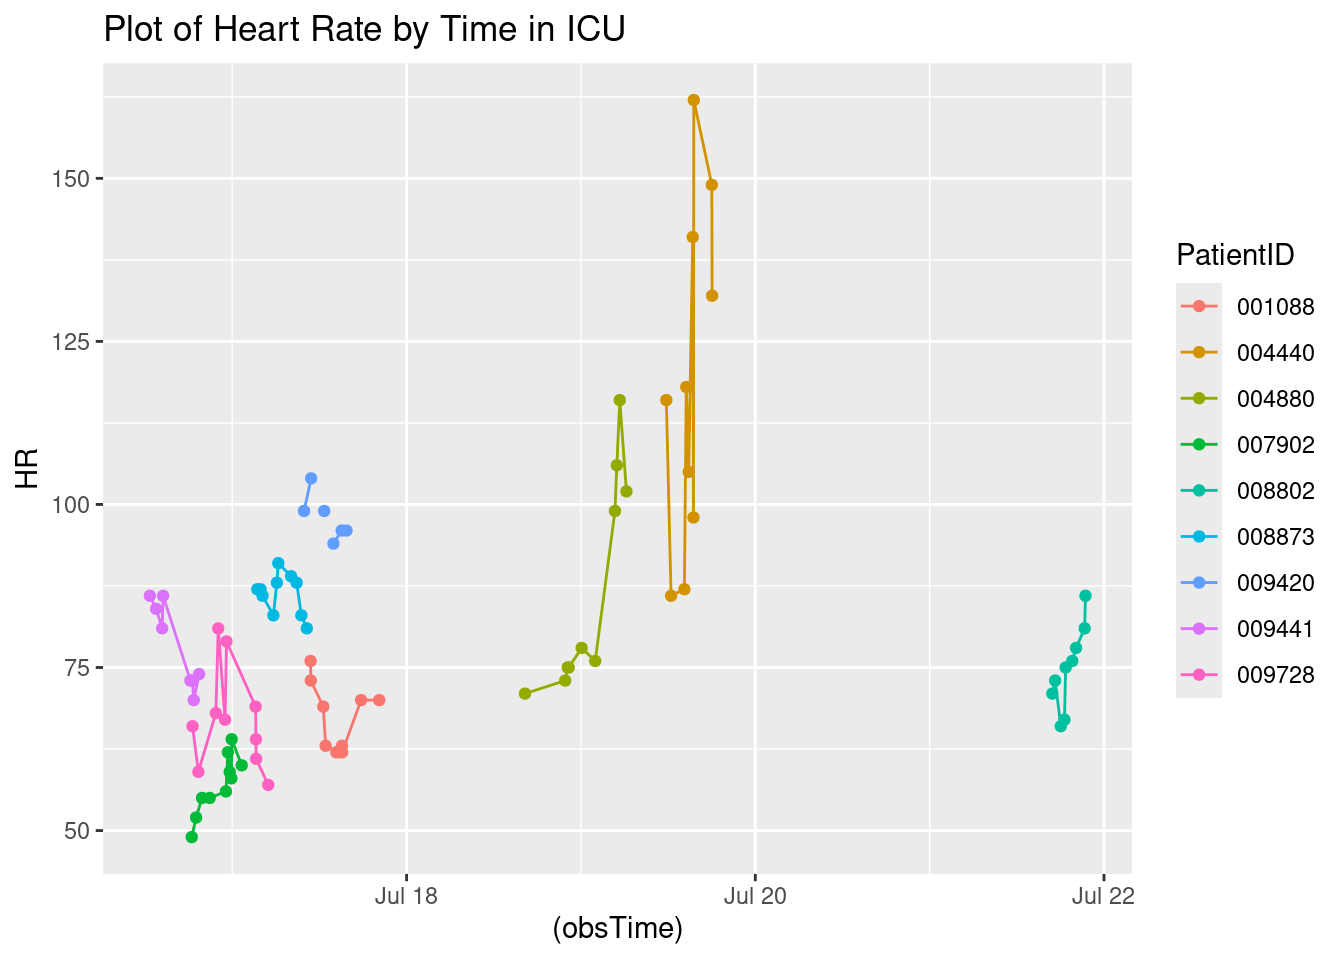 Plot of Heart Rate by Time in ICU
HR
150
125
100
75
50
Jul 18
Jul 20
Jul 22
(obsTime)
PatientID
001088
004440
004880
007902
008802
008873
009420
009441
009728